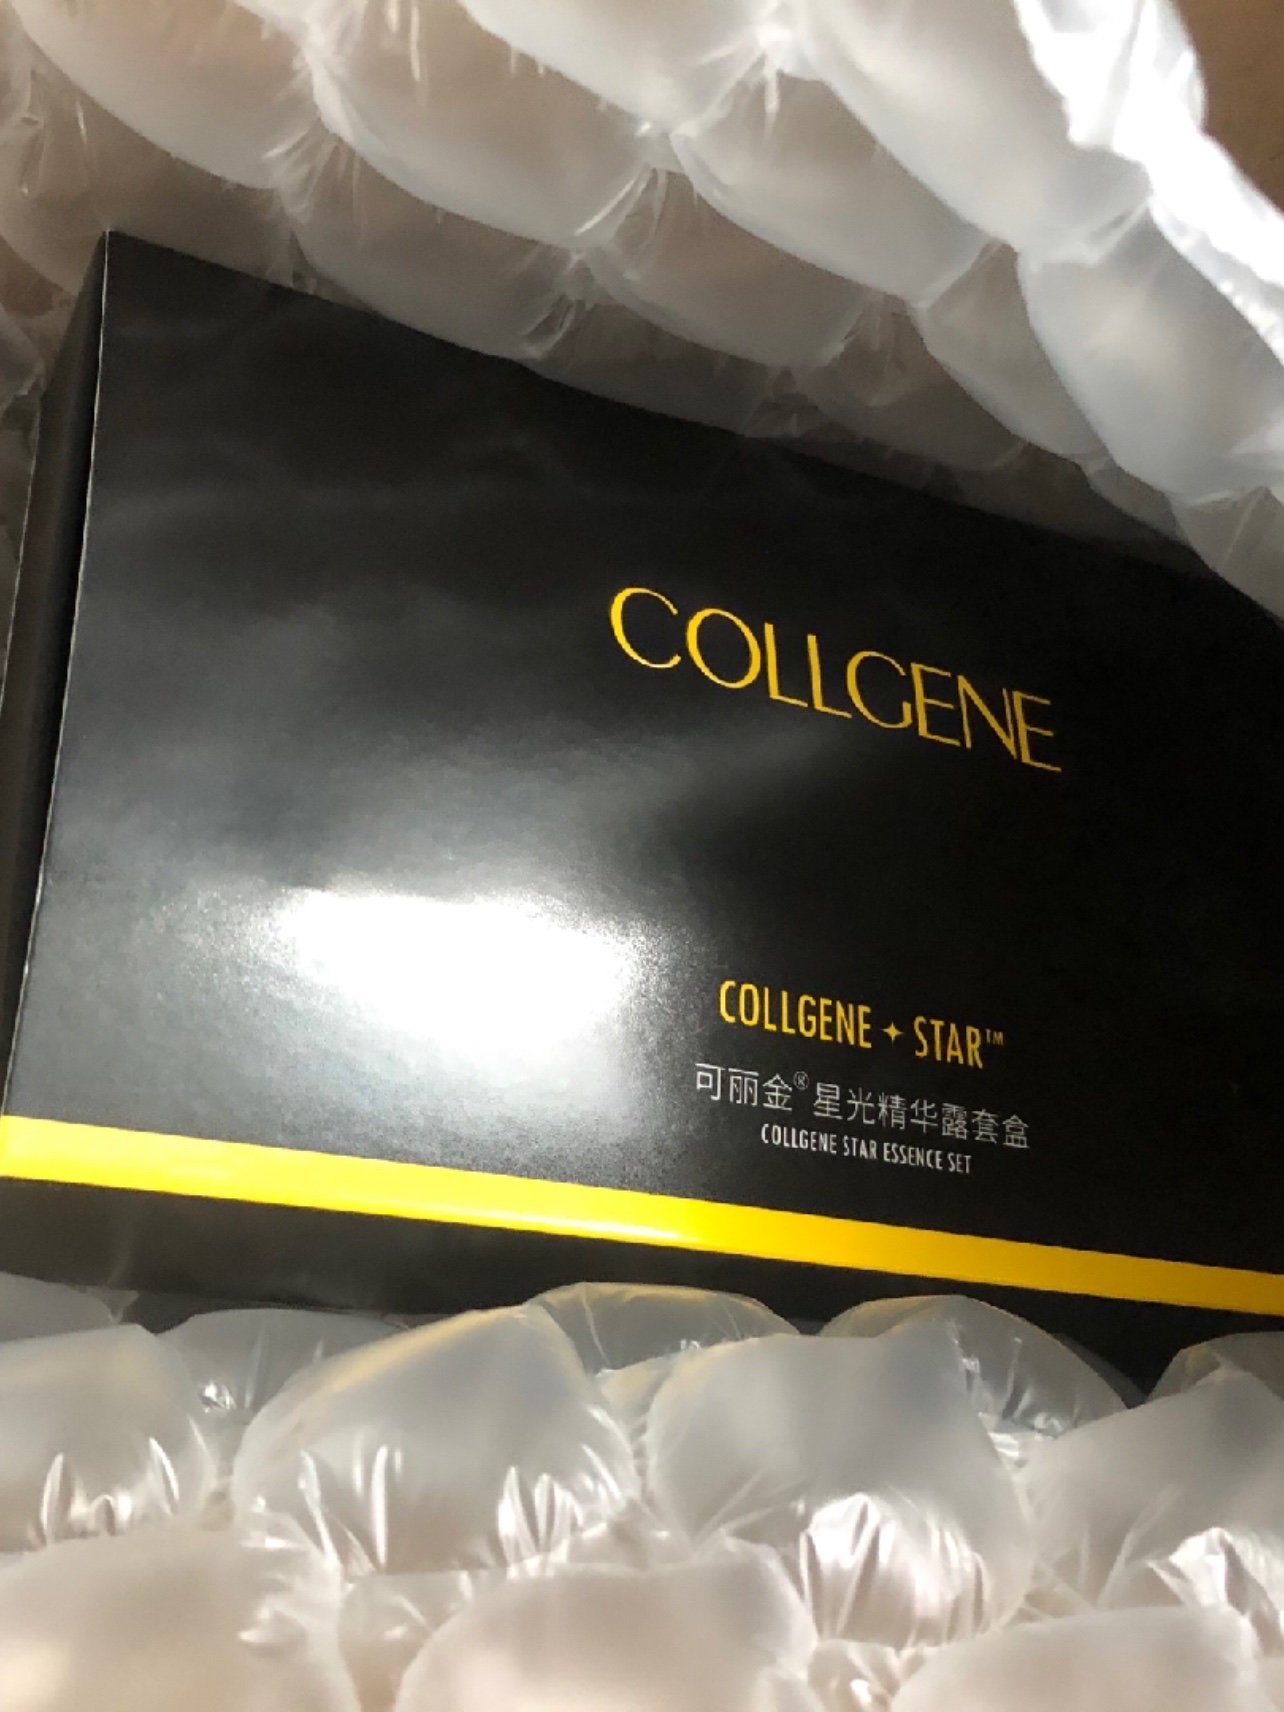 COLLGENE
COLLGENE ✦ STAR™
可丽金®星光精华露套盒
COLLGENE STAR ESSENCE SET